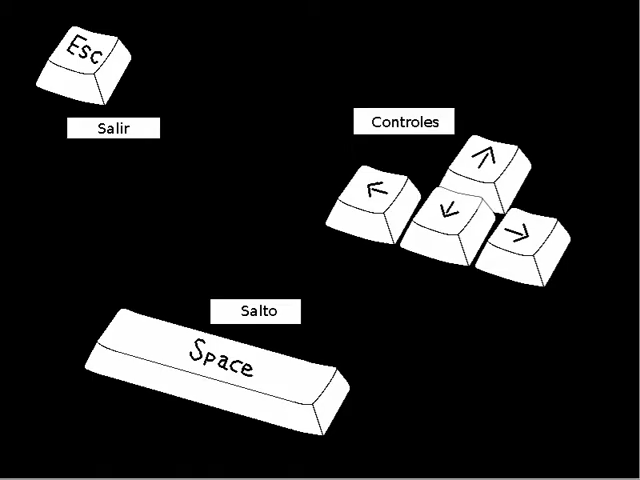 Esc
Salir
Controles
↑
← ↓ →
Salto
Space